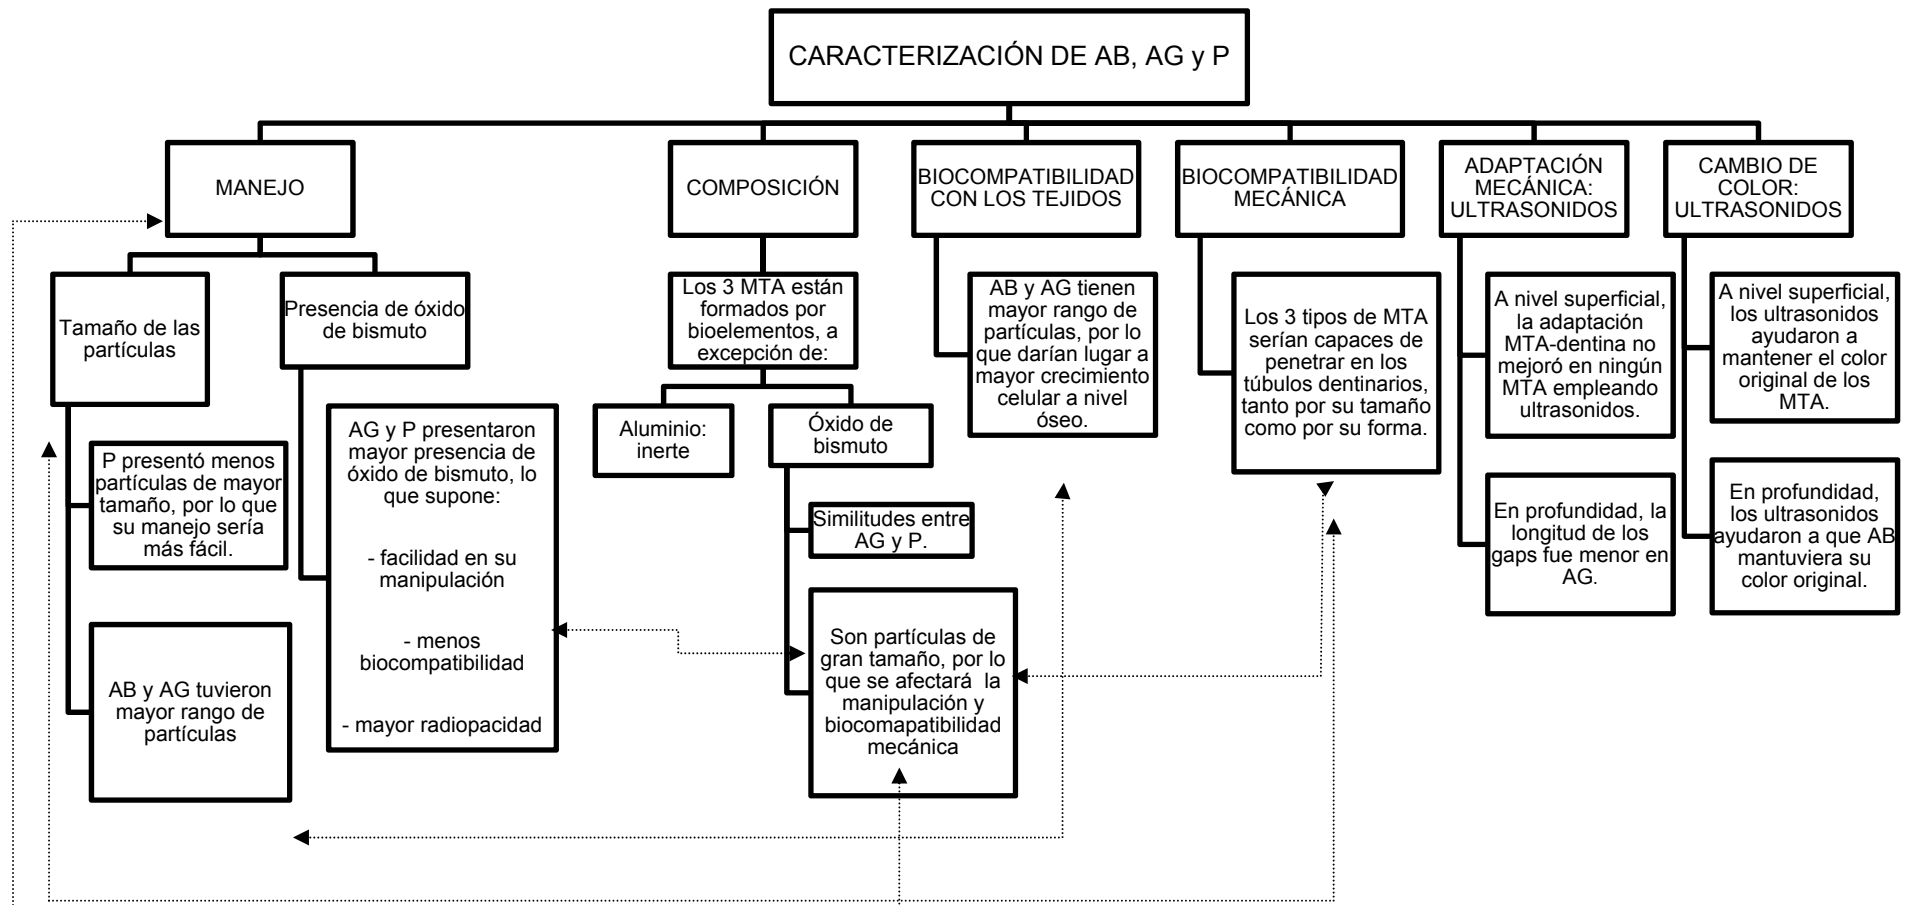 CARACTERIZACIÓN DE AB, AG y P
MANEJO
COMPOSICIÓN
BIOCOMPATIBILIDAD
CON LOS TEJIDOS
BIOCOMPATIBILIDAD
MECÁNICA
ADAPTACIÓN
MECÁNICA:
ULTRASONIDOS
CAMBIO DE
COLOR:
ULTRASONIDOS
Tamaño de las
partículas
Presencia de óxido
de bismuto
P presentó menos
partículas de mayor
tamaño, por lo que
su manejo sería
más fácil.
AB y AG tuvieron
mayor rango de
partículas
AG y P presentaron
mayor presencia de
óxido de bismuto, lo
que supone:
- facilidad en su
manipulación
- menos
biocompatibilidad
- mayor radiopacidad
Los 3 MTA están
formados por
bioelementos, a
excepción de:
Aluminio:
inerte
Óxido de
bismuto
Similitudes entre
AG y P.
Son partículas de
gran tamaño, por lo
que se afectará la
manipulación y
biocomapatibilidad
mecánica
AB y AG tienen
mayor rango de
partículas, por lo
que darían lugar a
mayor crecimiento
celular a nivel
óseo.
Los 3 tipos de MTA
serían capaces de
penetrar en los
túbulos dentinarios,
tanto por su tamaño
como por su forma.
A nivel superficial,
la adaptación
MTA-dentina no
mejoró en ningún
MTA empleando
ultrasonidos.
En profundidad, la
longitud de los
gaps fue menor en
AG.
A nivel superficial,
los ultrasonidos
ayudaron a
mantener el color
original de los
MTA.
En profundidad,
los ultrasonidos
ayudaron a que AB
mantuviera su
color original.